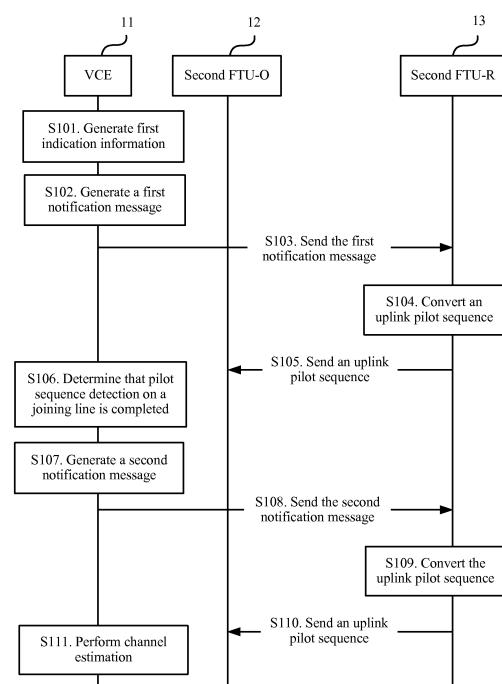 11
12
13
VCE
Second FTU-O
Second FTU-R
S101. Generate first
indication information
S102. Generate a first
notification message
S103. Send the first
notification message
S104. Convert an
uplink pilot sequence
S105. Send an uplink
pilot sequence
S106. Determine that pilot
sequence detection on a
joining line is completed
S107. Generate a second
notification message
S108. Send the second
notification message
S109. Convert the
uplink pilot sequence
S110. Send an uplink
pilot sequence
S111. Perform channel
estimation